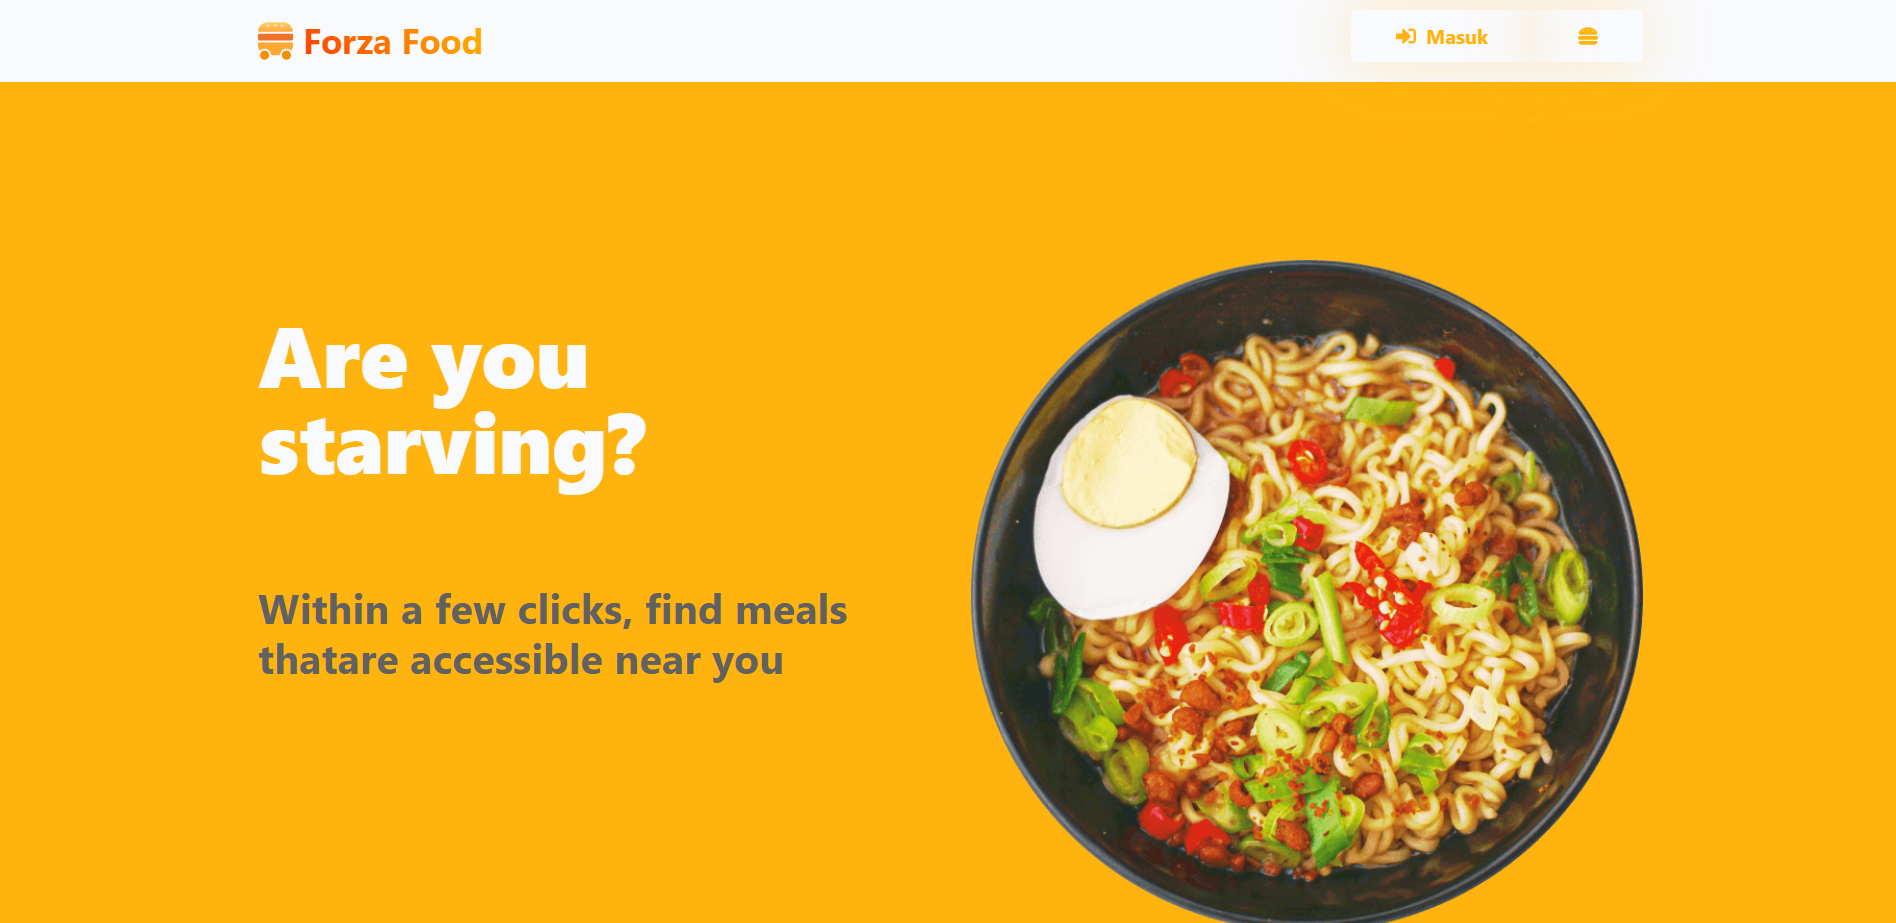 Forza Food
Masuk
Are you
starving?
Within a few clicks, find meals
thatare accessible near you